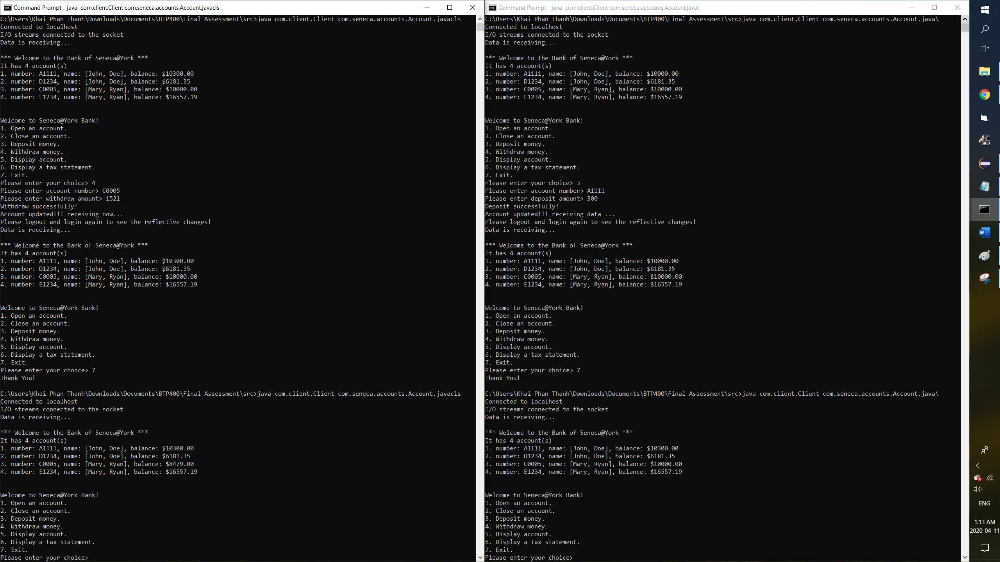 Command Prompt - java  com.client.Client com.seneca.accounts.Account.javacls
C:\Users\Khai Phan Thanh\Downloads\Documents\BTP400\Final Assessment\src>java com.client.Client com.seneca.accounts.Account.javacls
Connected to localhost
I/O streams connected to the socket
Data is receiving...
*** Welcome to the Bank of Seneca@York ***
It has 4 account(s)
1. number: A1111, name: [John, Doe], balance: $10300.00
2. number: D1234, name: [John, Doe], balance: $6181.35
3. number: C0005, name: [Mary, Ryan], balance: $10000.00
4. number: E1234, name: [Mary, Ryan], balance: $16557.19
Welcome to Seneca@York Bank!
1. Open an account.
2. Close an account.
3. Deposit money.
4. Withdraw money.
5. Display account.
6. Display a tax statement.
7. Exit.
Please enter your choice> 4
Please enter account number> C0005
Please enter withdraw amount> 1521
Withdraw successfully!
Account updated!!! receiving now...
Please logout and login again to see the reflective changes!
Data is receiving...
*** Welcome to the Bank of Seneca@York ***
It has 4 account(s)
1. number: A1111, name: [John, Doe], balance: $10300.00
2. number: D1234, name: [John, Doe], balance: $6181.35
3. number: C0005, name: [Mary, Ryan], balance: $10000.00
4. number: E1234, name: [Mary, Ryan], balance: $16557.19
Welcome to Seneca@York Bank!
1. Open an account.
2. Close an account.
3. Deposit money.
4. Withdraw money.
5. Display account.
6. Display a tax statement.
7. Exit.
Please enter your choice> 7
Thank You!
C:\Users\Khai Phan Thanh\Downloads\Documents\BTP400\Final Assessment\src>java com.client.Client com.seneca.accounts.Account.javacls
Connected to localhost
I/O streams connected to the socket
Data is receiving...
*** Welcome to the Bank of Seneca@York ***
It has 4 account(s)
1. number: A1111, name: [John, Doe], balance: $10300.00
2. number: D1234, name: [John, Doe], balance: $6181.35
3. number: C0005, name: [Mary, Ryan], balance: $8479.00
4. number: E1234, name: [Mary, Ryan], balance: $16557.19
Welcome to Seneca@York Bank!
1. Open an account.
2. Close an account.
3. Deposit money.
4. Withdraw money.
5. Display account.
6. Display a tax statement.
7. Exit.
Please enter your choice>
Command Prompt - java  com.client.Client com.seneca.accounts.Account.java\
C:\Users\Khai Phan Thanh\Downloads\Documents\BTP400\Final Assessment\src>java com.client.Client com.seneca.accounts.Account.java\
Connected to localhost
I/O streams connected to the socket
Data is receiving...
*** Welcome to the Bank of Seneca@York ***
It has 4 account(s)
1. number: A1111, name: [John, Doe], balance: $10000.00
2. number: D1234, name: [John, Doe], balance: $6181.35
3. number: C0005, name: [Mary, Ryan], balance: $10000.00
4. number: E1234, name: [Mary, Ryan], balance: $16557.19
Welcome to Seneca@York Bank!
1. Open an account.
2. Close an account.
3. Deposit money.
4. Withdraw money.
5. Display account.
6. Display a tax statement.
7. Exit.
Please enter your choice> 3
Please enter account number> A1111
Please enter deposit amount> 300
Deposit successfully!
Account updated!!! receiving data ...
Please logout and login again to see the reflective changes!
Data is receiving...
*** Welcome to the Bank of Seneca@York ***
It has 4 account(s)
1. number: A1111, name: [John, Doe], balance: $10000.00
2. number: D1234, name: [John, Doe], balance: $6181.35
3. number: C0005, name: [Mary, Ryan], balance: $10000.00
4. number: E1234, name: [Mary, Ryan], balance: $16557.19
Welcome to Seneca@York Bank!
1. Open an account.
2. Close an account.
3. Deposit money.
4. Withdraw money.
5. Display account.
6. Display a tax statement.
7. Exit.
Please enter your choice> 7
Thank You!
C:\Users\Khai Phan Thanh\Downloads\Documents\BTP400\Final Assessment\src>java com.client.Client com.seneca.accounts.Account.java\
Connected to localhost
I/O streams connected to the socket
Data is receiving...
*** Welcome to the Bank of Seneca@York ***
It has 4 account(s)
1. number: A1111, name: [John, Doe], balance: $10300.00
2. number: D1234, name: [John, Doe], balance: $6181.35
3. number: C0005, name: [Mary, Ryan], balance: $10000.00
4. number: E1234, name: [Mary, Ryan], balance: $16557.19
Welcome to Seneca@York Bank!
1. Open an account.
2. Close an account.
3. Deposit money.
4. Withdraw money.
5. Display account.
6. Display a tax statement.
7. Exit.
Please enter your choice>
ENG
1:13 AM
2020-04-11